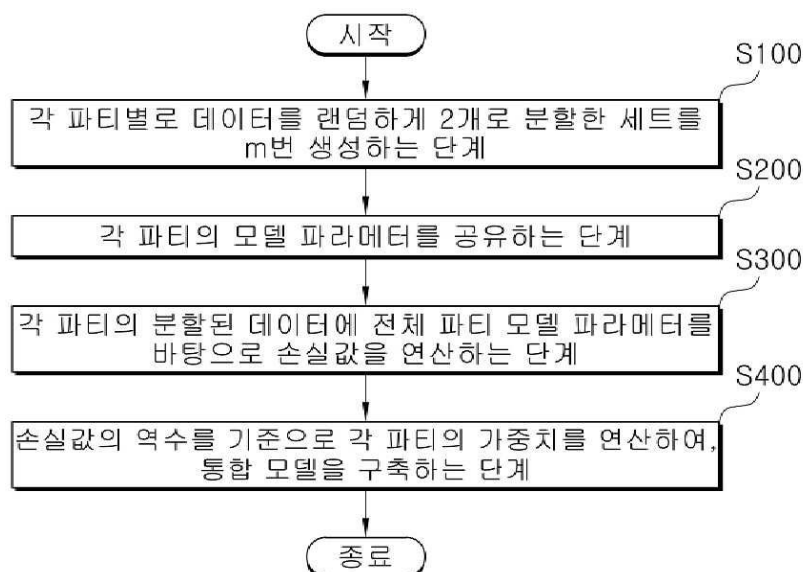 시작
S100
각 파티별로 데이터를 랜덤하게 2개로 분할한 세트를
m번 생성하는 단계
S200
각 파티의 모델 파라메터를 공유하는 단계
S300
각 파티의 분할된 데이터에 전체 파티 모델 파라메터를
바탕으로 손실값을 연산하는 단계
S400
손실값의 역수를 기준으로 각 파티의 가중치를 연산하여,
통합 모델을 구축하는 단계
종료